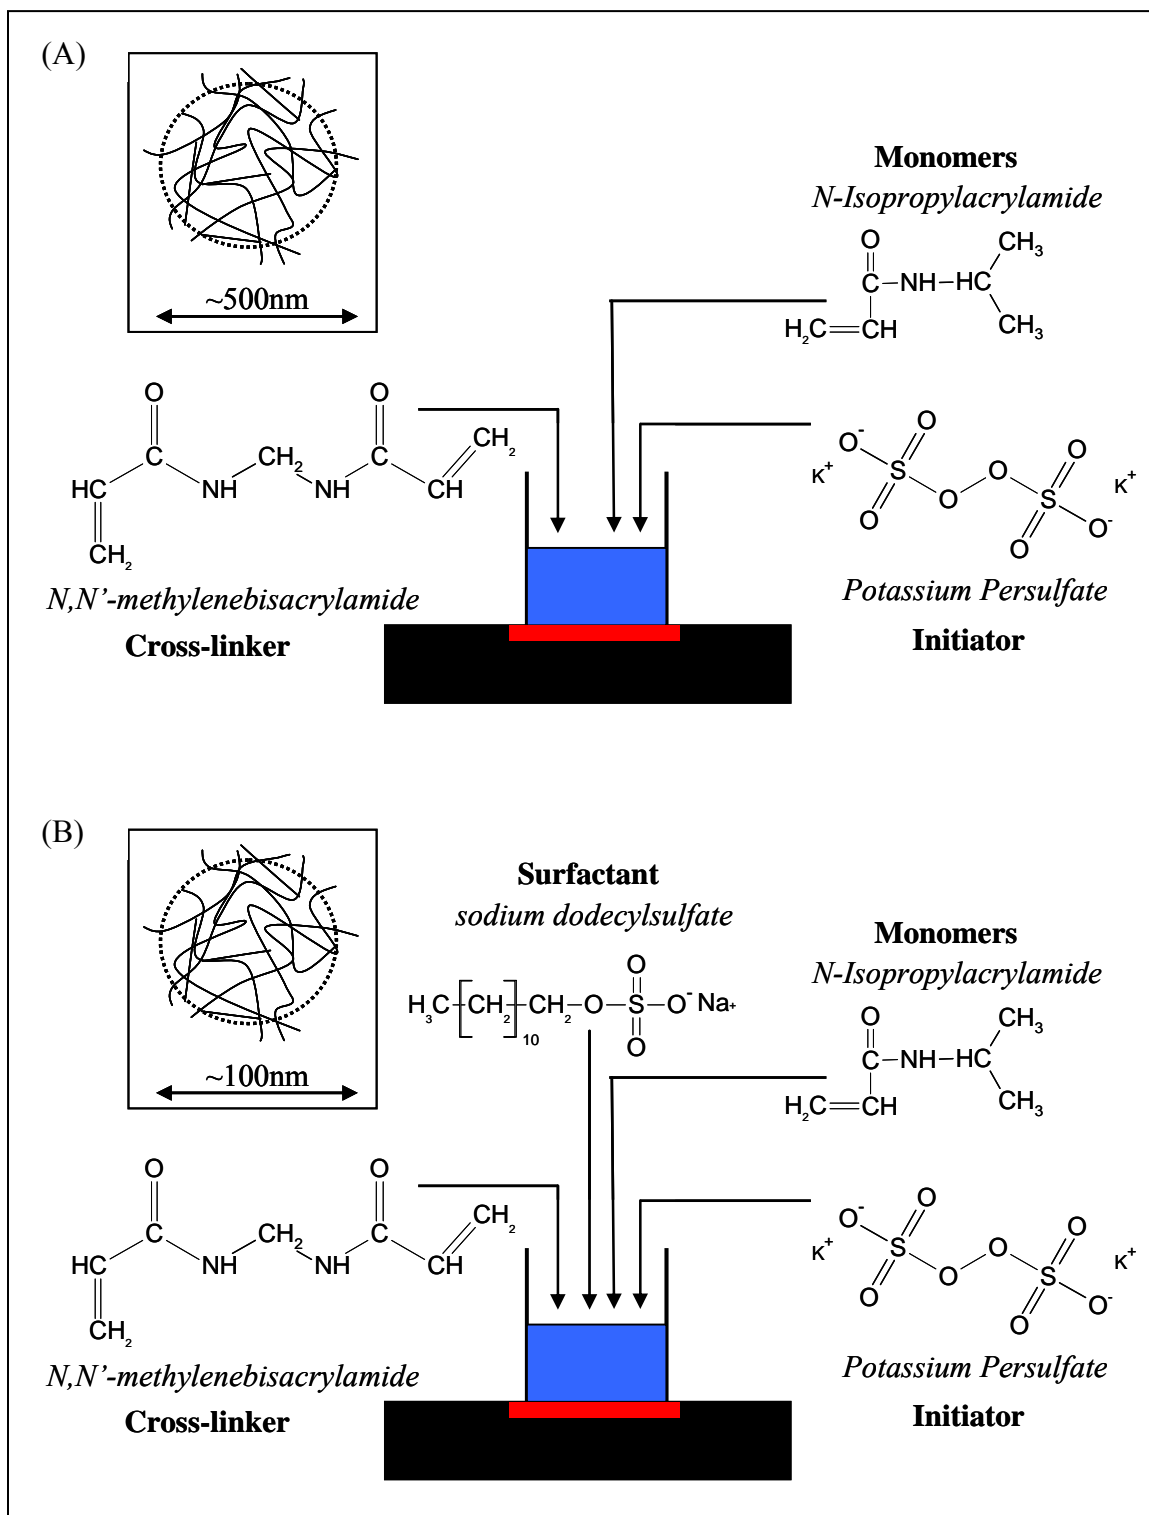 (A)
~500nm
Monomers
N-Isopropylacrylamide
O
C-NH-HC
CH3
CH3
H2C=CH
O
O
C
CH2
C
CH2
HC
NH
NH
CH
CH2
N,N'-methylenebisacrylamide
Cross-linker
O- O
K+ S O O
O O S K+
O O-
Potassium Persulfate
Initiator
(B)
~100nm
Surfactant
sodium dodecylsulfate
O
H3C-[CH2]10-CH2-O-S-O- Na+
O
Monomers
N-Isopropylacrylamide
O
C-NH-HC
CH3
CH3
H2C=CH
O
O
C
CH2
C
CH2
HC
NH
NH
CH
CH2
N,N'-methylenebisacrylamide
Cross-linker
O- O
K+ S O O
O O S K+
O O-
Potassium Persulfate
Initiator